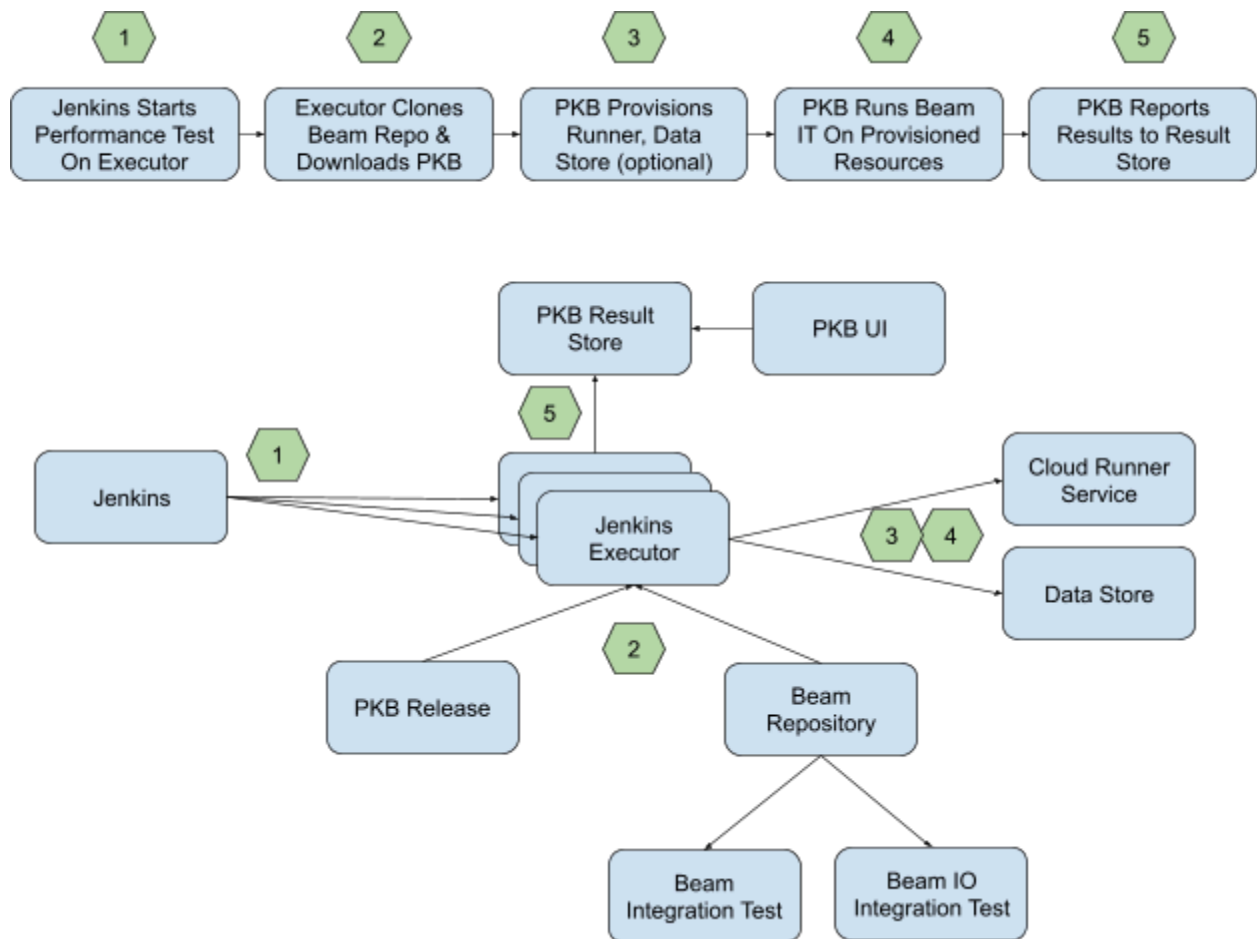 1
2
3
4
5
Jenkins Starts
Performance Test
On Executor
Executor Clones
Beam Repo &
Downloads PKB
PKB Provisions
Runner, Data
Store (optional)
PKB Runs Beam
IT On Provisioned
Resources
PKB Reports
Results to Result
Store
PKB Result
Store
PKB UI
5
1
Jenkins
Jenkins
Executor
Cloud Runner
Service
3
4
Data Store
2
PKB Release
Beam
Repository
Beam
Integration Test
Beam IO
Integration Test